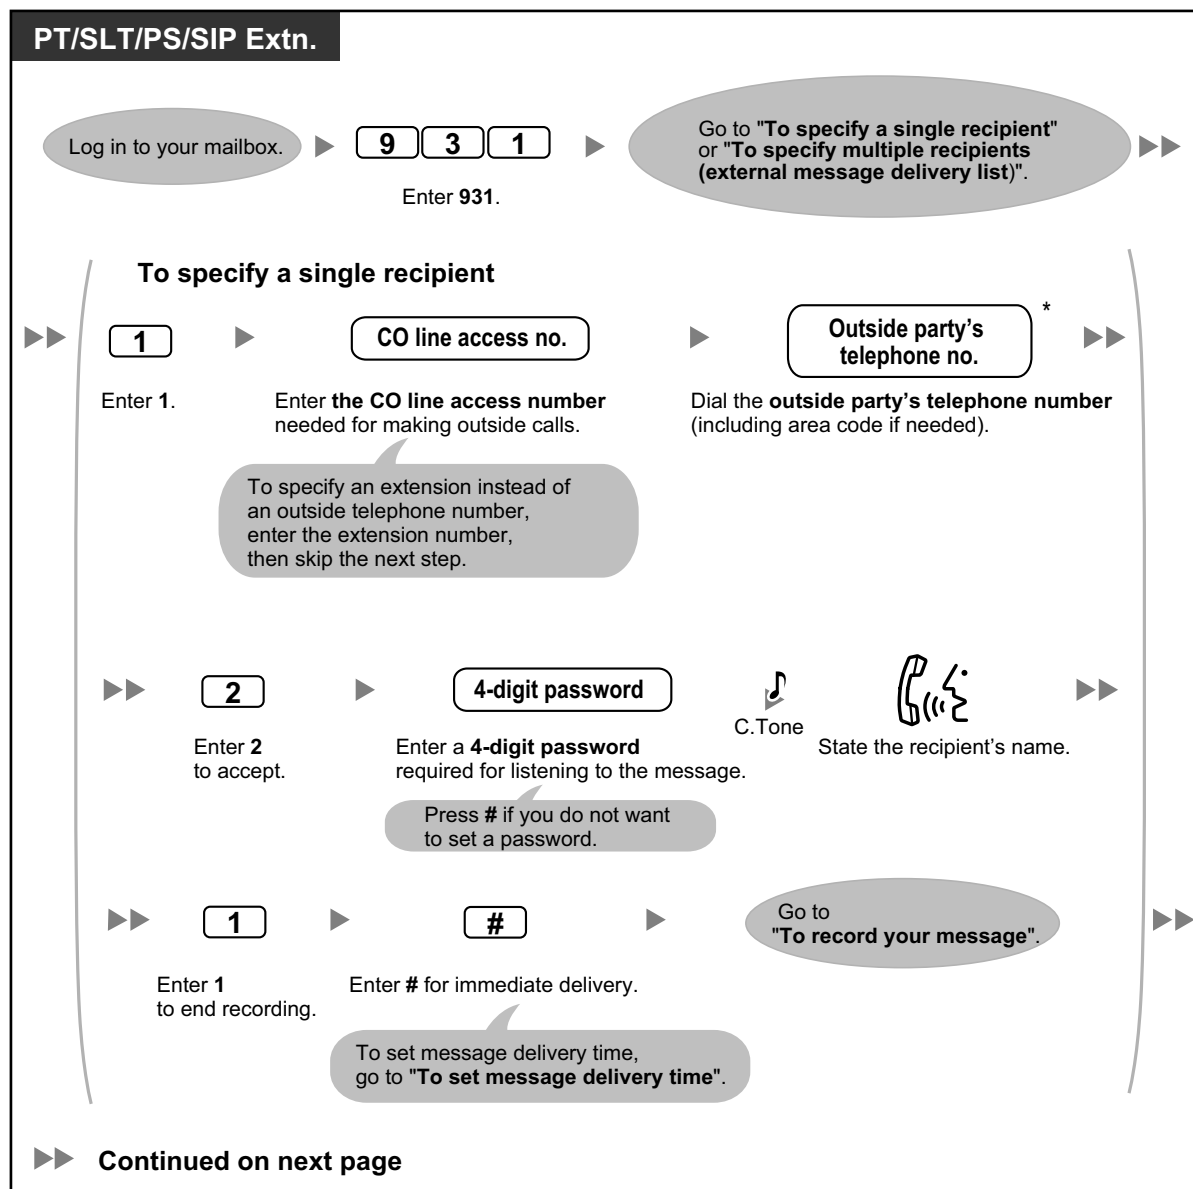 PT/SLT/PS/SIP Extn.
Log in to your mailbox.
9 3 1
Enter 931.
Go to "To specify a single recipient"
or "To specify multiple recipients
(external message delivery list)".
To specify a single recipient
1
Enter 1.
CO line access no.
Enter the CO line access number
needed for making outside calls.
To specify an extension instead of
an outside telephone number,
enter the extension number,
then skip the next step.
Outside party's
telephone no.
*
Dial the outside party's telephone number
(including area code if needed).
2
Enter 2
to accept.
4-digit password
Enter a 4-digit password
required for listening to the message.
Press # if you do not want
to set a password.
C.Tone
State the recipient's name.
1
Enter 1
to end recording.
#
Enter # for immediate delivery.
To set message delivery time,
go to "To set message delivery time".
Go to
"To record your message".
Continued on next page